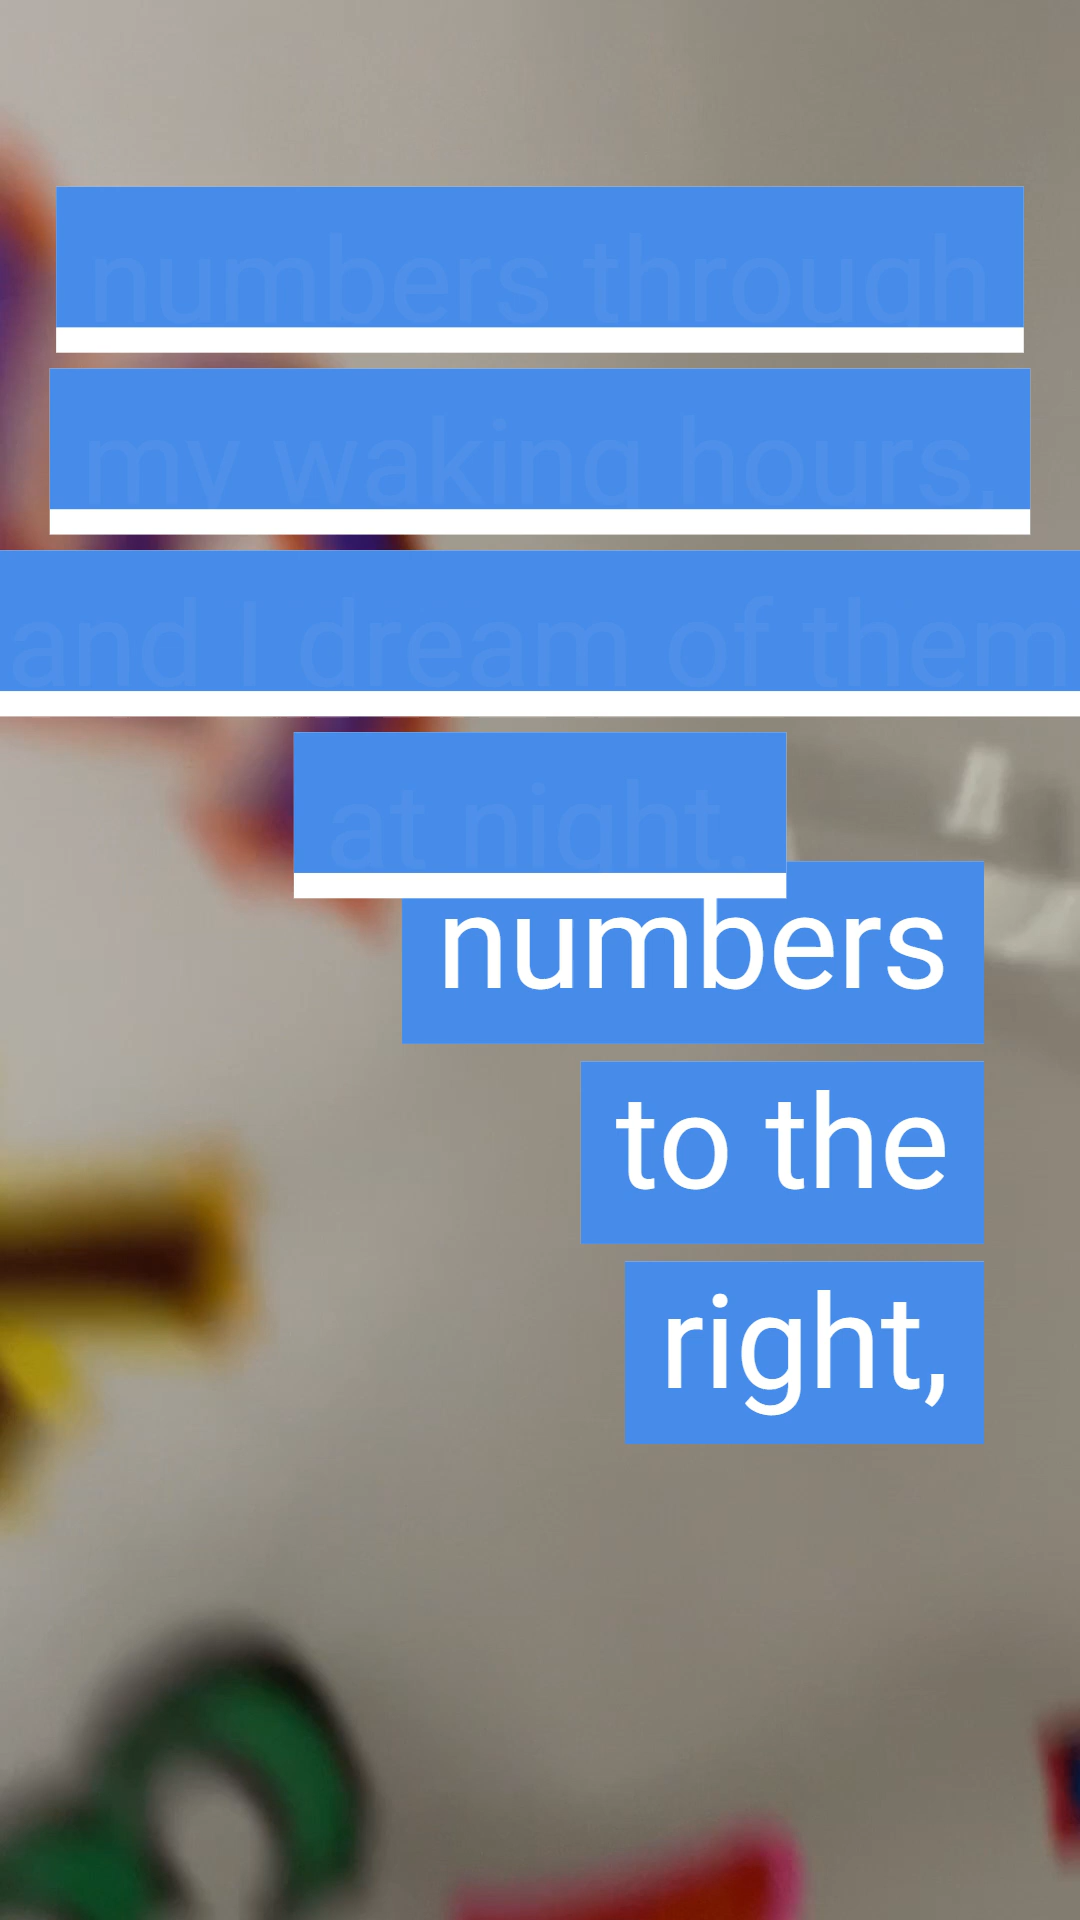 numbers through
my waking hours,
and I dream of them
at night.
numbers
to the
right,